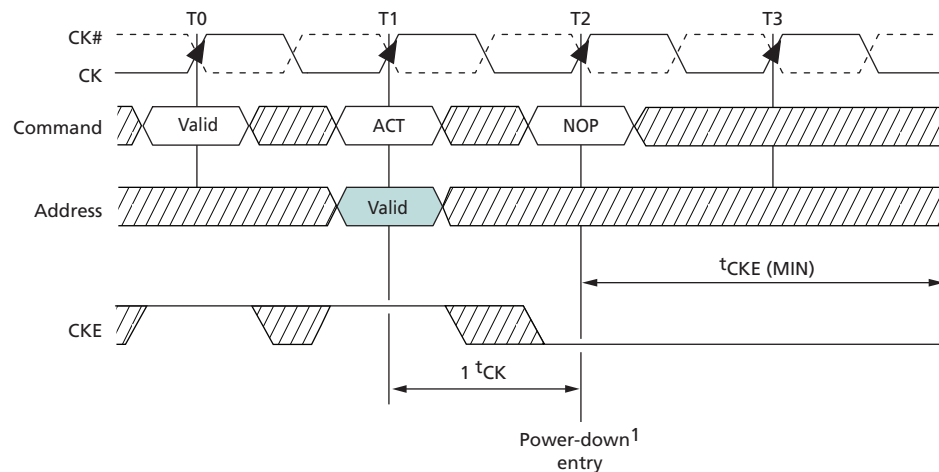 T0 T1 T2 T3
CK#
CK
Command Valid ACT NOP
Address Valid
tCKE (MIN)
CKE
1 tCK
Power-down1
entry